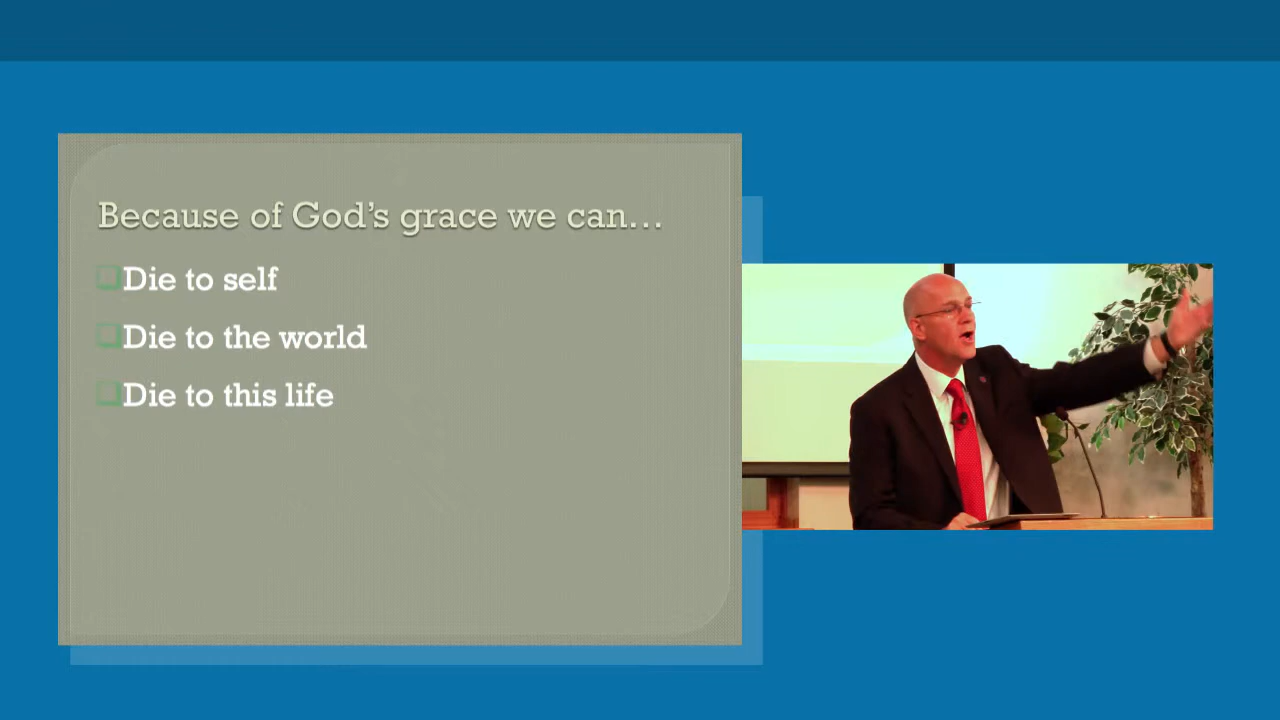 Because of God’s grace we can…
Die to self
Die to the world
Die to this life